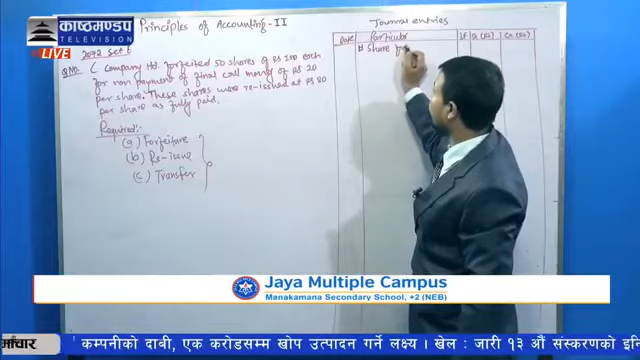 काष्ठमण्डप
TELEVISION
LIVE
Principles of Accounting-II
2072 Set B
Q.No. C Company ltd. forfeited 50 shares of Rs 100 each
for non payment of final call money of Rs 20
per share. These shares were re-issued at Rs 80
per share as fully paid.
Required:-
(a) Forfeiture
(b) Re-issue
(c) Transfer
Journal entries
Date Particular LF Dr (Rs) Cr (Rs)
# Share
Jaya Multiple Campus
Manakamana Secondary School, +2 (NEB)
कम्पनीको दाबी, एक करोडसम्म खोप उत्पादन गर्ने लक्ष्य । खेल : जारी १३ औं संस्करणको